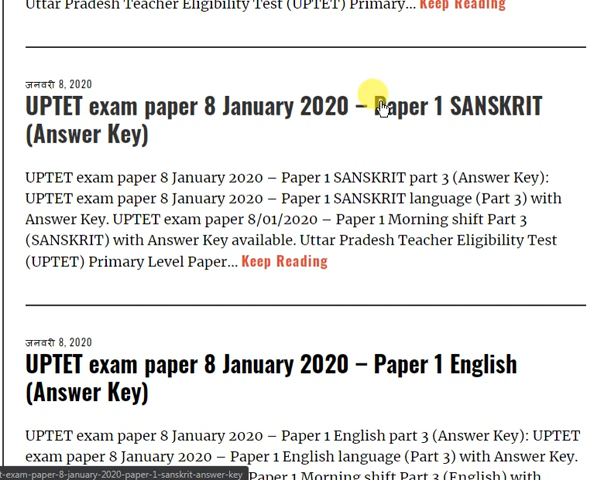 Uttar Pradesh Teacher Eligibility Test (UPTET) Primary... Keep Reading
जनवरी 8, 2020
UPTET exam paper 8 January 2020 – Paper 1 SANSKRIT
(Answer Key)
UPTET exam paper 8 January 2020 – Paper 1 SANSKRIT part 3 (Answer Key):
UPTET exam paper 8 January 2020 – Paper 1 SANSKRIT language (Part 3) with
Answer Key. UPTET exam paper 8/01/2020 – Paper 1 Morning shift Part 3
(SANSKRIT) with Answer Key available. Uttar Pradesh Teacher Eligibility Test
(UPTET) Primary Level Paper... Keep Reading
जनवरी 8, 2020
UPTET exam paper 8 January 2020 – Paper 1 English
(Answer Key)
UPTET exam paper 8 January 2020 – Paper 1 English part 3 (Answer Key): UPTET
exam paper 8 January 2020 – Paper 1 English language (Part 3) with Answer Key.
t-exam-paper-8-january-2020-paper-1-sanskrit-answer-key
Paper 1 Morning shift Part 3 (English) with